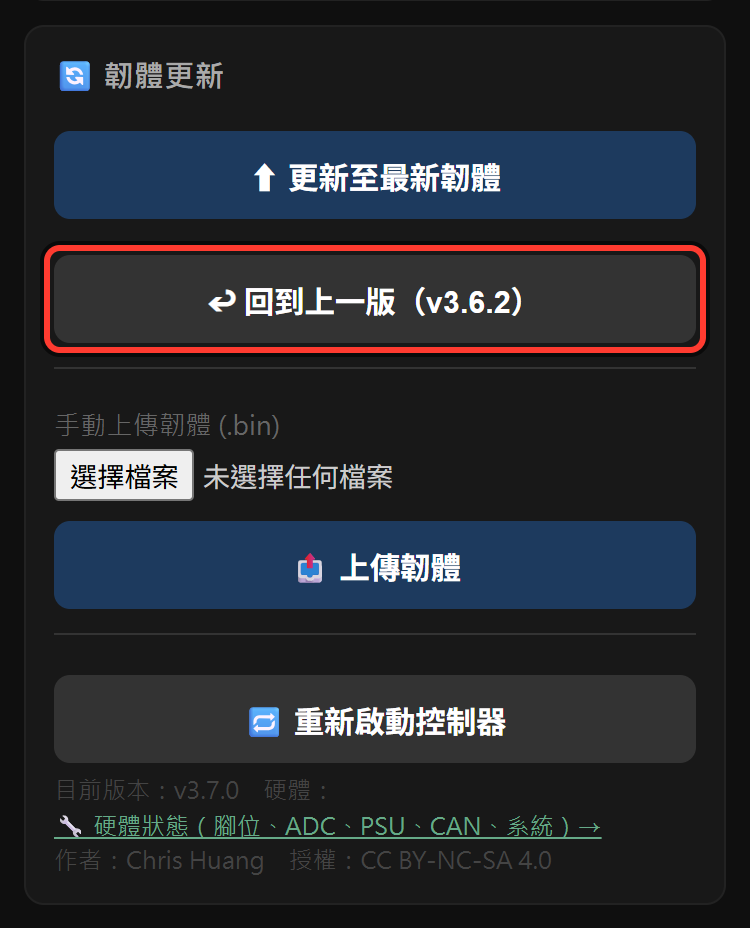 韌體更新
⬆ 更新至最新韌體
↩ 回到上一版（v3.6.2）
手動上傳韌體 (.bin)
選擇檔案 未選擇任何檔案
📤 上傳韌體
🔁 重新啟動控制器
目前版本：v3.7.0 硬體：
🔧 硬體狀態（腳位、ADC、PSU、CAN、系統）→
作者：Chris Huang 授權：CC BY-NC-SA 4.0